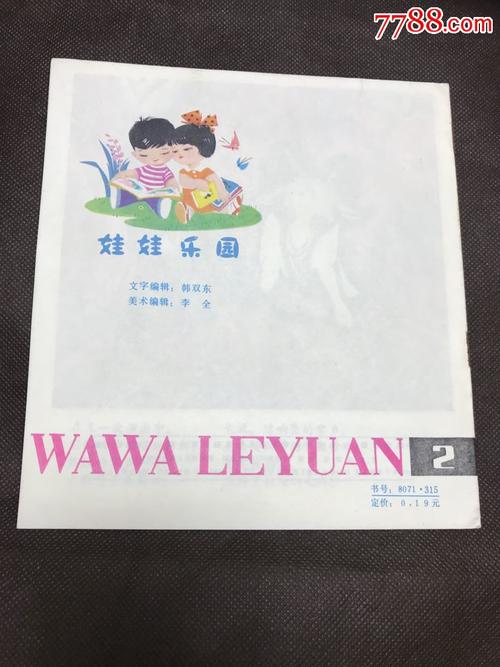 7788.com
娃娃乐园
文字编辑：韩双东
美术编辑：李 全
WAWA LEYUAN 2
书号：8071·315
定价：0.19元